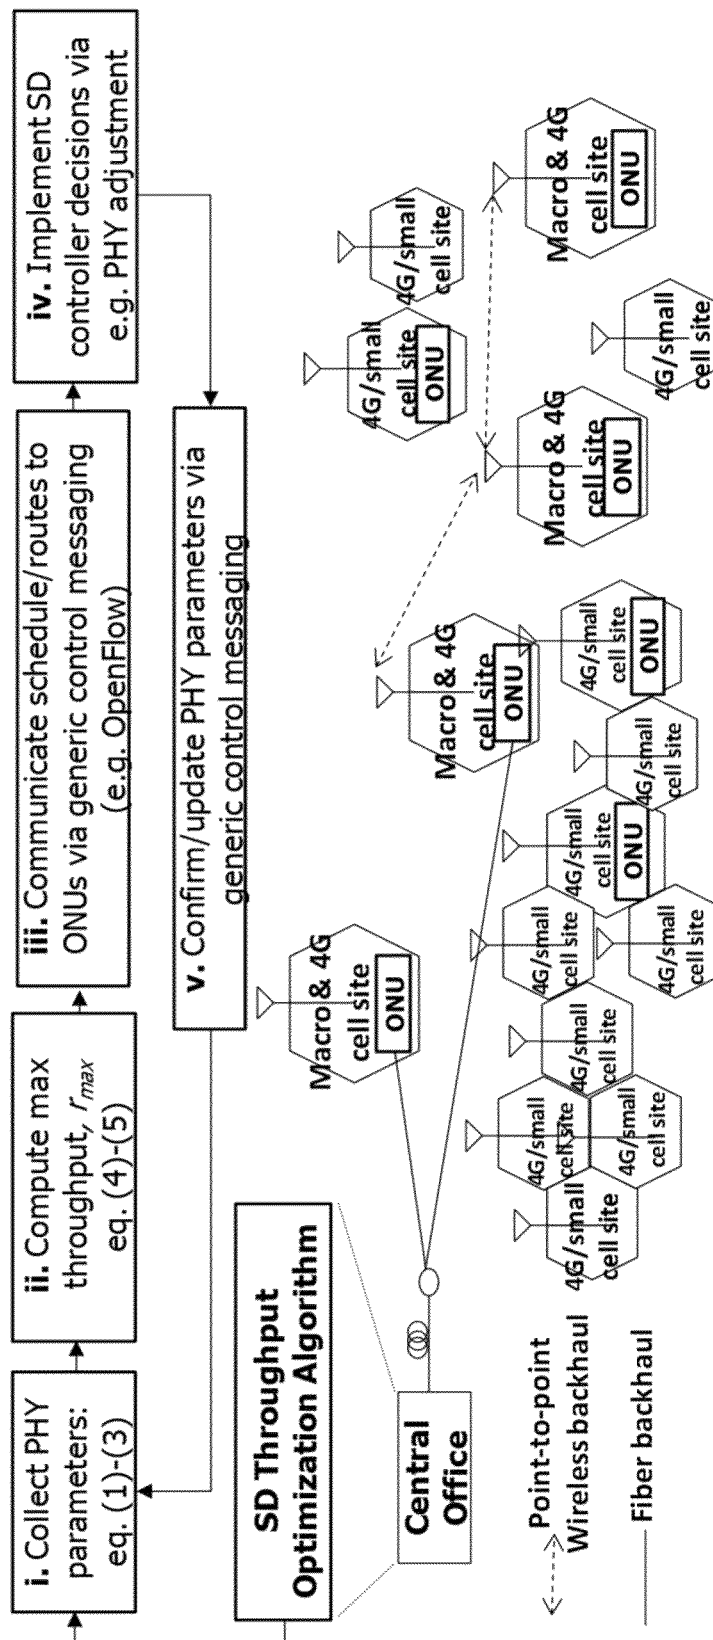 i. Collect PHY
parameters:
eq. (1)-(3)
ii. Compute max
throughput, rmax
eq. (4)-(5)
iii. Communicate schedule/routes to
ONUs via generic control messaging
(e.g. OpenFlow)
iv. Implement SD
controller decisions via
e.g. PHY adjustment
v. Confirm/update PHY parameters via
generic control messaging
SD Throughput
Optimization Algorithm
Central
Office
Macro & 4G
cell site
ONU
Macro & 4G
cell site
ONU
Macro & 4G
cell site
ONU
Macro & 4G
cell site
ONU
4G/small
cell site
ONU
4G/small
cell site
4G/small
cell site
4G/small
cell site
4G/small
cell site
4G/small
cell site
4G/small
cell site
4G/small
cell site
4G/small
cell site
4G/small
cell site
ONU
4G/small
cell site
4G/small
cell site
ONU
Point-to-point
Wireless backhaul
Fiber backhaul